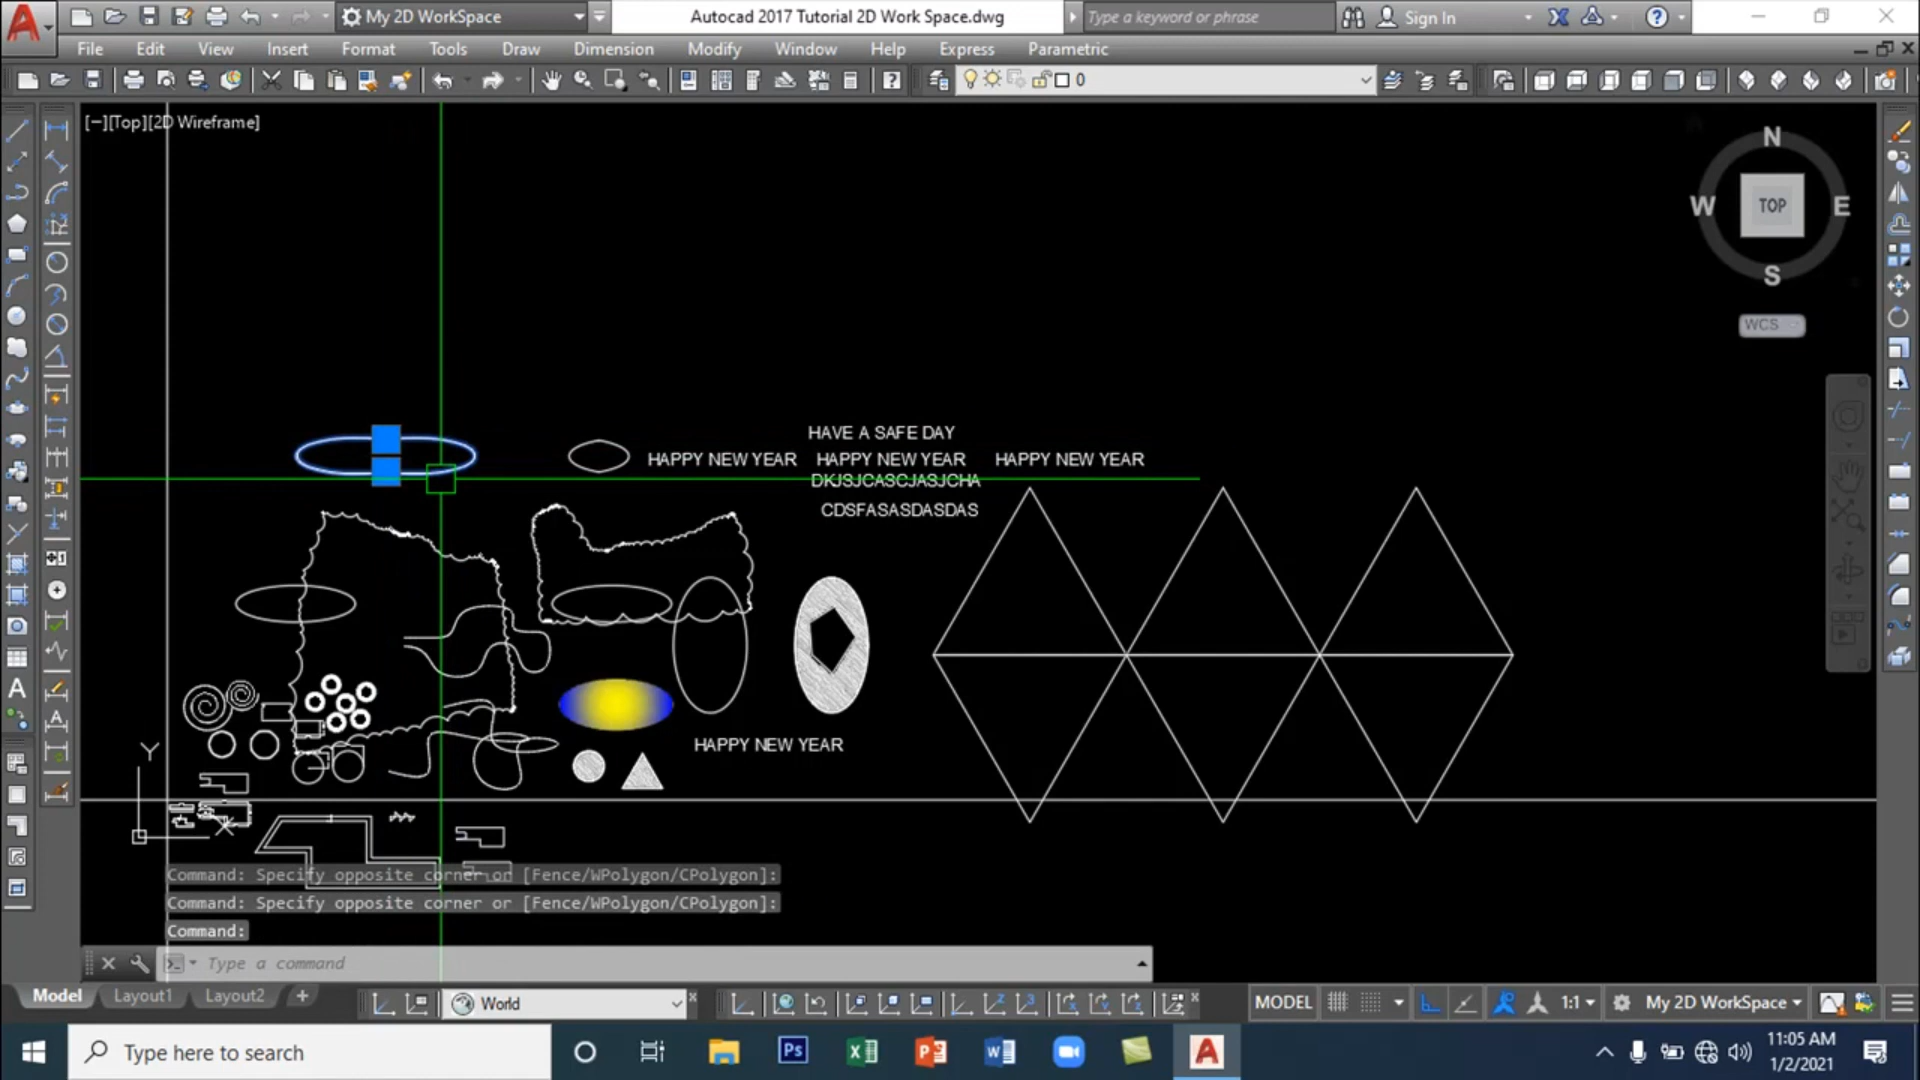 My 2D WorkSpace
Autocad 2017 Tutorial 2D Work Space.dwg
Type a keyword or phrase
Sign In
File Edit View Insert Format Tools Draw Dimension Modify Window Help Express Parametric
0
[−][Top][2D Wireframe]
N
W TOP E
S
WCS
HAVE A SAFE DAY
HAPPY NEW YEAR HAPPY NEW YEAR HAPPY NEW YEAR
DKJSJCASCJASJCHA
CDSFASASDASDAS
HAPPY NEW YEAR
Y
X
Command: Specify opposite corner or [Fence/WPolygon/CPolygon]:
Command: Specify opposite corner or [Fence/WPolygon/CPolygon]:
Command:
Type a command
Model Layout1 Layout2 +
World
MODEL
1:1
My 2D WorkSpace
Type here to search
Ps
11:05 AM
1/2/2021